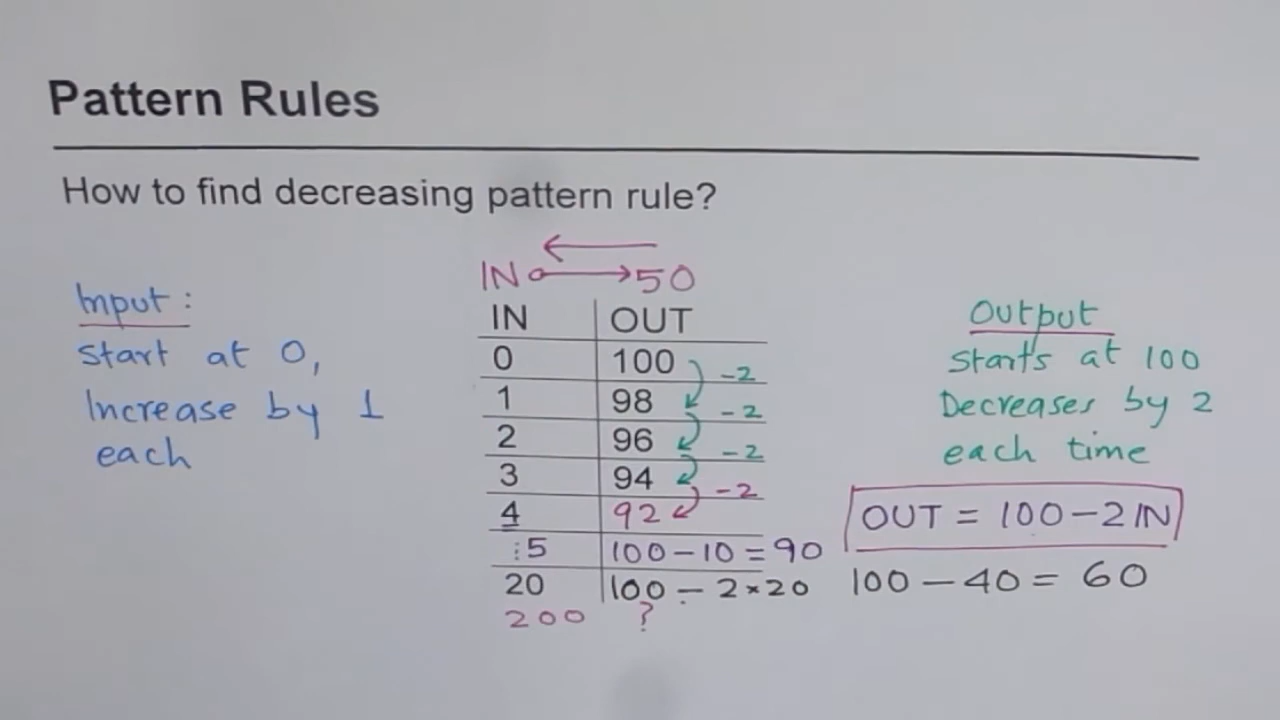 Pattern Rules
How to find decreasing pattern rule?
IN → 50
Input:
Start at 0,
Increase by 1
each
IN OUT
0 100 -2
1 98 -2
2 96 -2
3 94 -2
4 92
⋮5 100 - 10 = 90
20 100 - 2 × 20
200 ?
Output
Starts at 100
Decreases by 2
each time
OUT = 100 - 2 IN
100 - 40 = 60